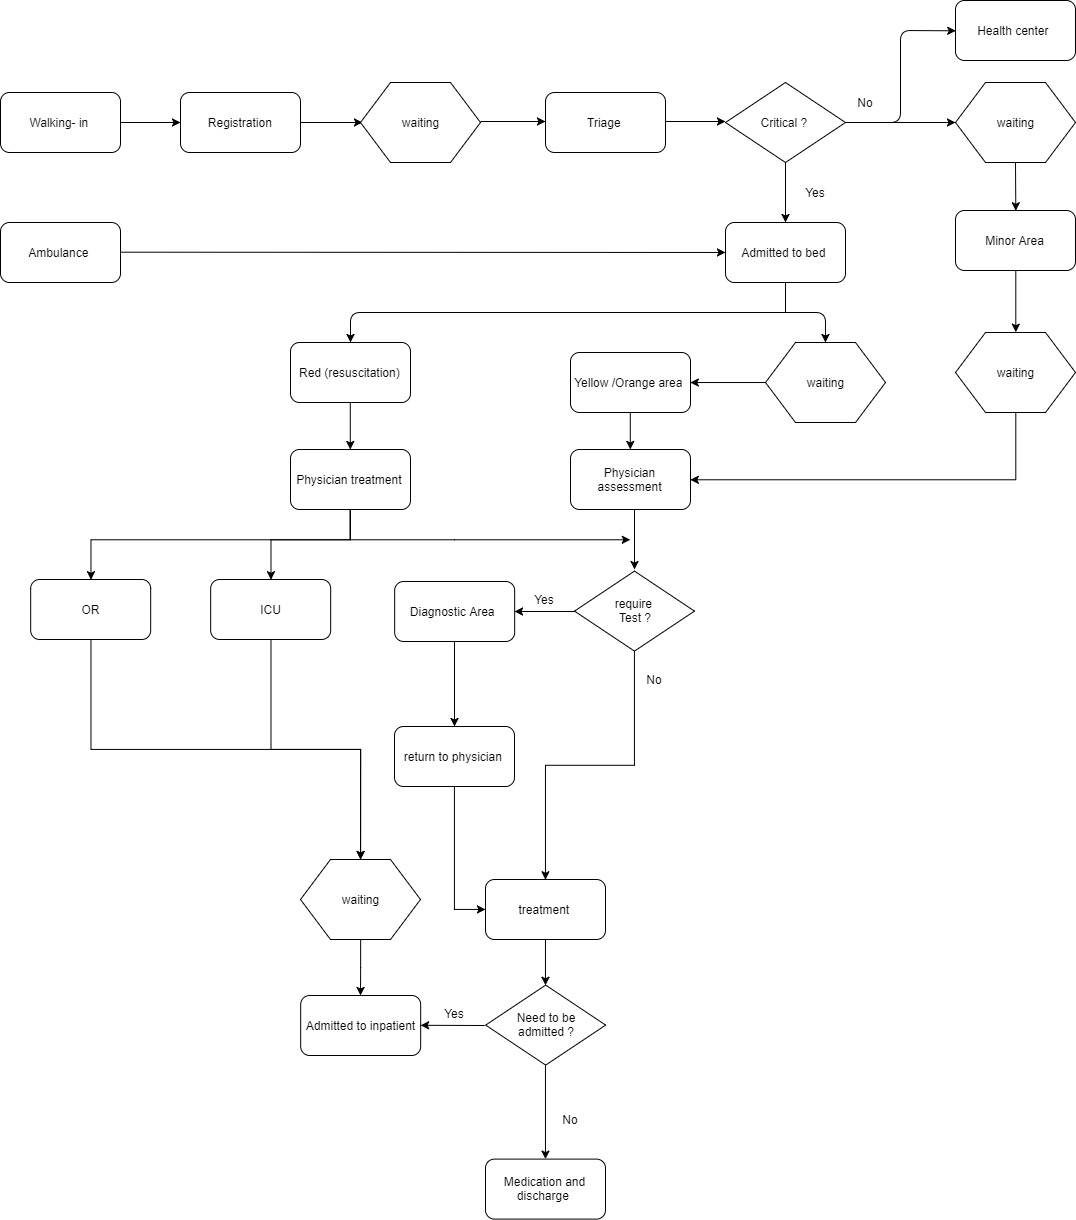 Health center
Walking- in
Registration
waiting
Triage
Critical ?
No
waiting
Yes
Ambulance
Admitted to bed
Minor Area
Red (resuscitation)
Yellow /Orange area
waiting
waiting
Physician treatment
Physician
assessment
OR
ICU
Diagnostic Area
Yes
require
Test ?
No
return to physician
waiting
treatment
Admitted to inpatient
Yes
Need to be
admitted ?
No
Medication and
discharge